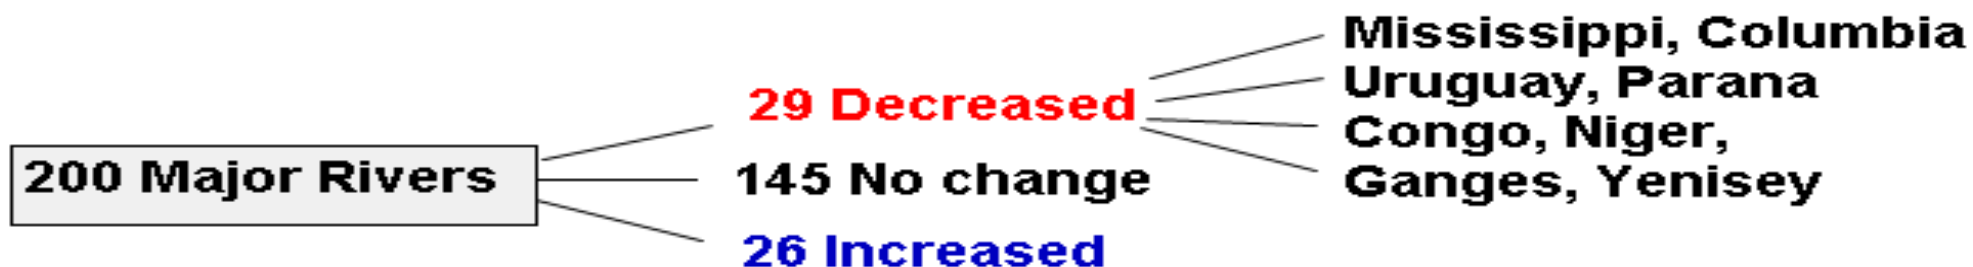 200 Major Rivers
29 Decreased
145 No change
26 Increased
Mississippi, Columbia
Uruguay, Parana
Congo, Niger,
Ganges, Yenisey